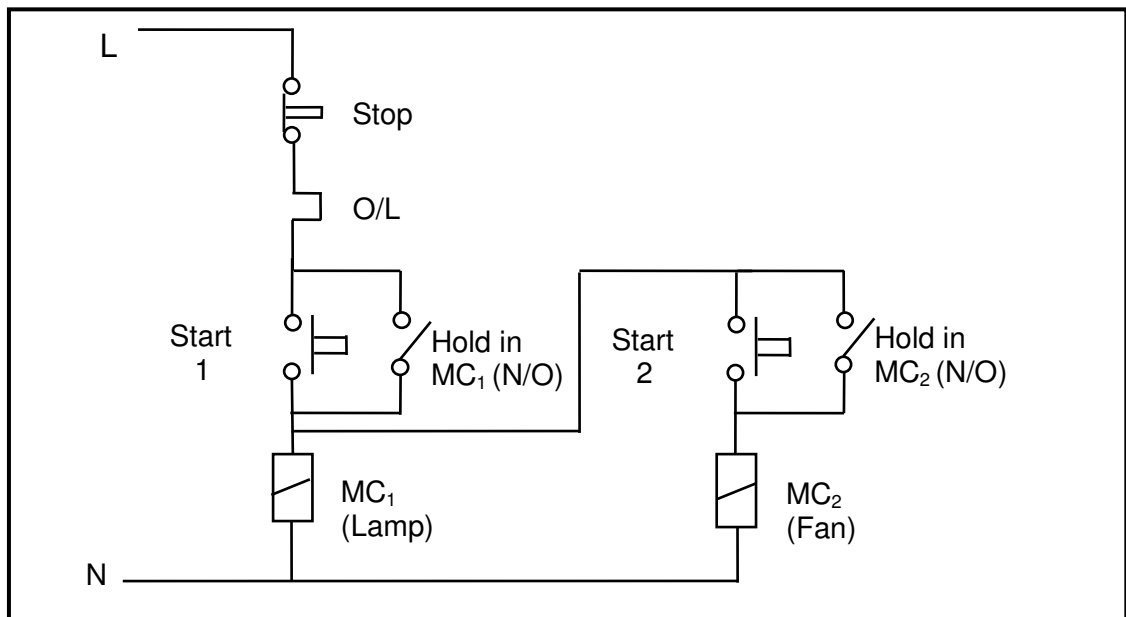 L
Stop
O/L
Start
1
Hold in
MC₁ (N/O)
Start
2
Hold in
MC₂ (N/O)
MC₁
(Lamp)
MC₂
(Fan)
N